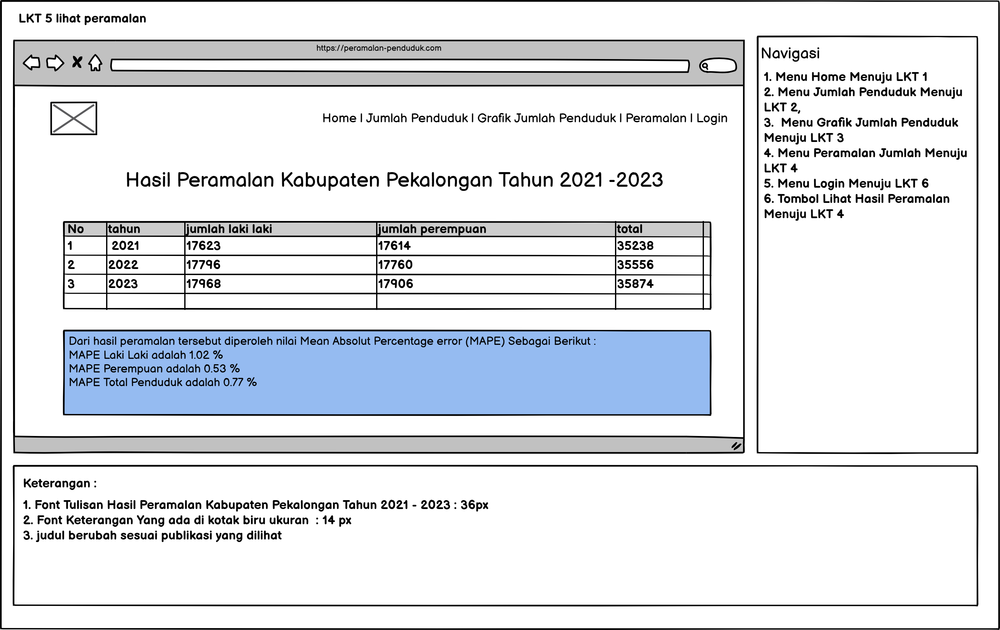 LKT 5 lihat peramalan
https://peramalan-penduduk.com
Home | Jumlah Penduduk | Grafik Jumlah Penduduk | Peramalan | Login
Hasil Peramalan Kabupaten Pekalongan Tahun 2021 -2023
No tahun jumlah laki laki jumlah perempuan total
1 2021 17623 17614 35238
2 2022 17796 17760 35556
3 2023 17968 17906 35874
Dari hasil peramalan tersebut diperoleh nilai Mean Absolut Percentage error (MAPE) Sebagai Berikut :
MAPE Laki Laki adalah 1.02 %
MAPE Perempuan adalah 0.53 %
MAPE Total Penduduk adalah 0.77 %
Navigasi
1. Menu Home Menuju LKT 1
2. Menu Jumlah Penduduk Menuju
LKT 2,
3. Menu Grafik Jumlah Penduduk
Menuju LKT 3
4. Menu Peramalan Jumlah Menuju
LKT 4
5. Menu Login Menuju LKT 6
6. Tombol Lihat Hasil Peramalan
Menuju LKT 4
Keterangan :
1. Font Tulisan Hasil Peramalan Kabupaten Pekalongan Tahun 2021 - 2023 : 36px
2. Font Keterangan Yang ada di kotak biru ukuran : 14 px
3. judul berubah sesuai publikasi yang dilihat